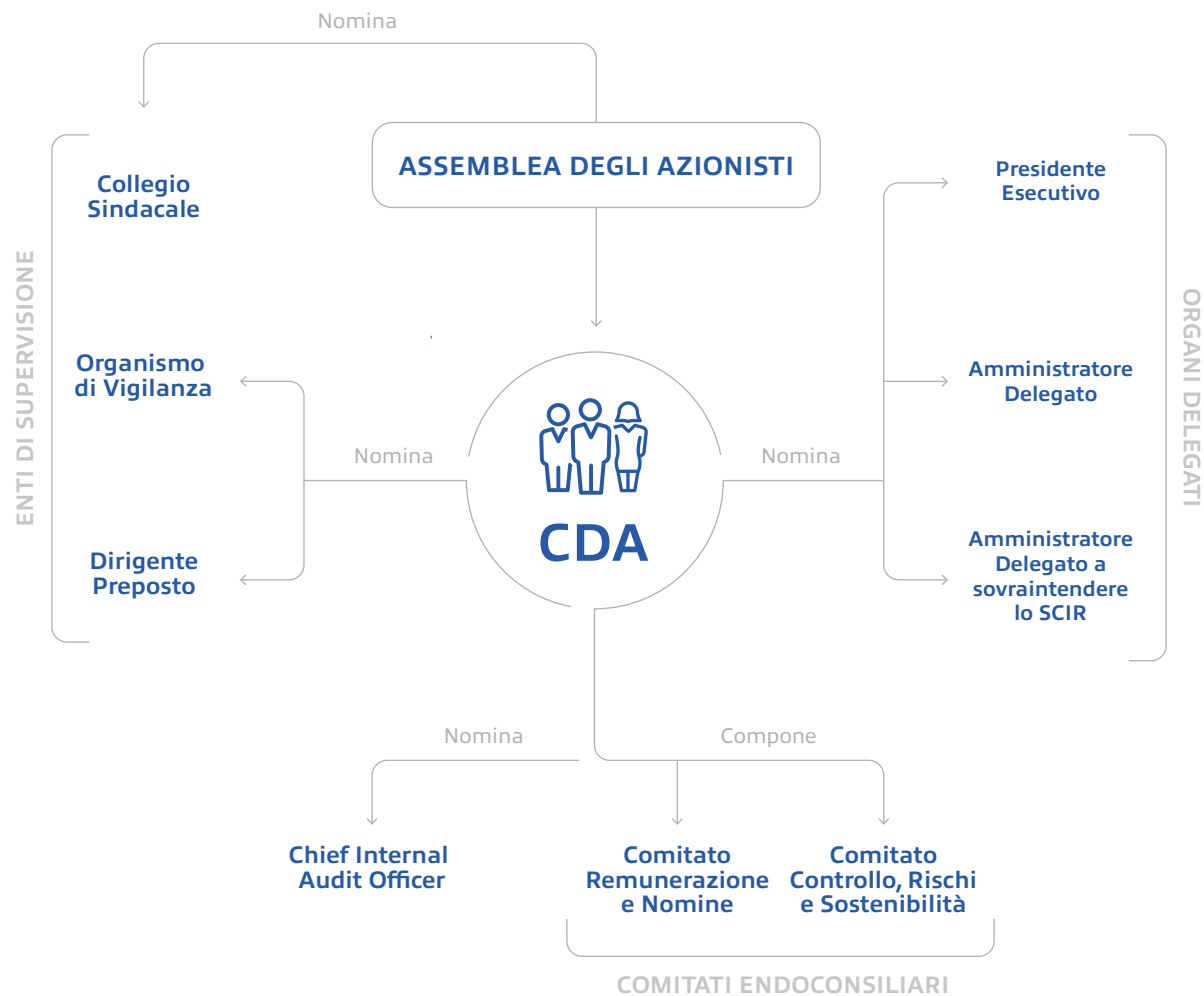 Nomina
ASSEMBLEA DEGLI AZIONISTI
Collegio
Sindacale
Presidente
Esecutivo
ENTI DI SUPERVISIONE
ORGANI DELEGATI
Organismo
di Vigilanza
Amministratore
Delegato
Nomina
Nomina
CDA
Dirigente
Preposto
Amministratore
Delegato a
sovraintendere
lo SCIR
Nomina
Compone
Chief Internal
Audit Officer
Comitato
Remunerazione
e Nomine
Comitato
Controllo, Rischi
e Sostenibilità
COMITATI ENDOCONSILIARI